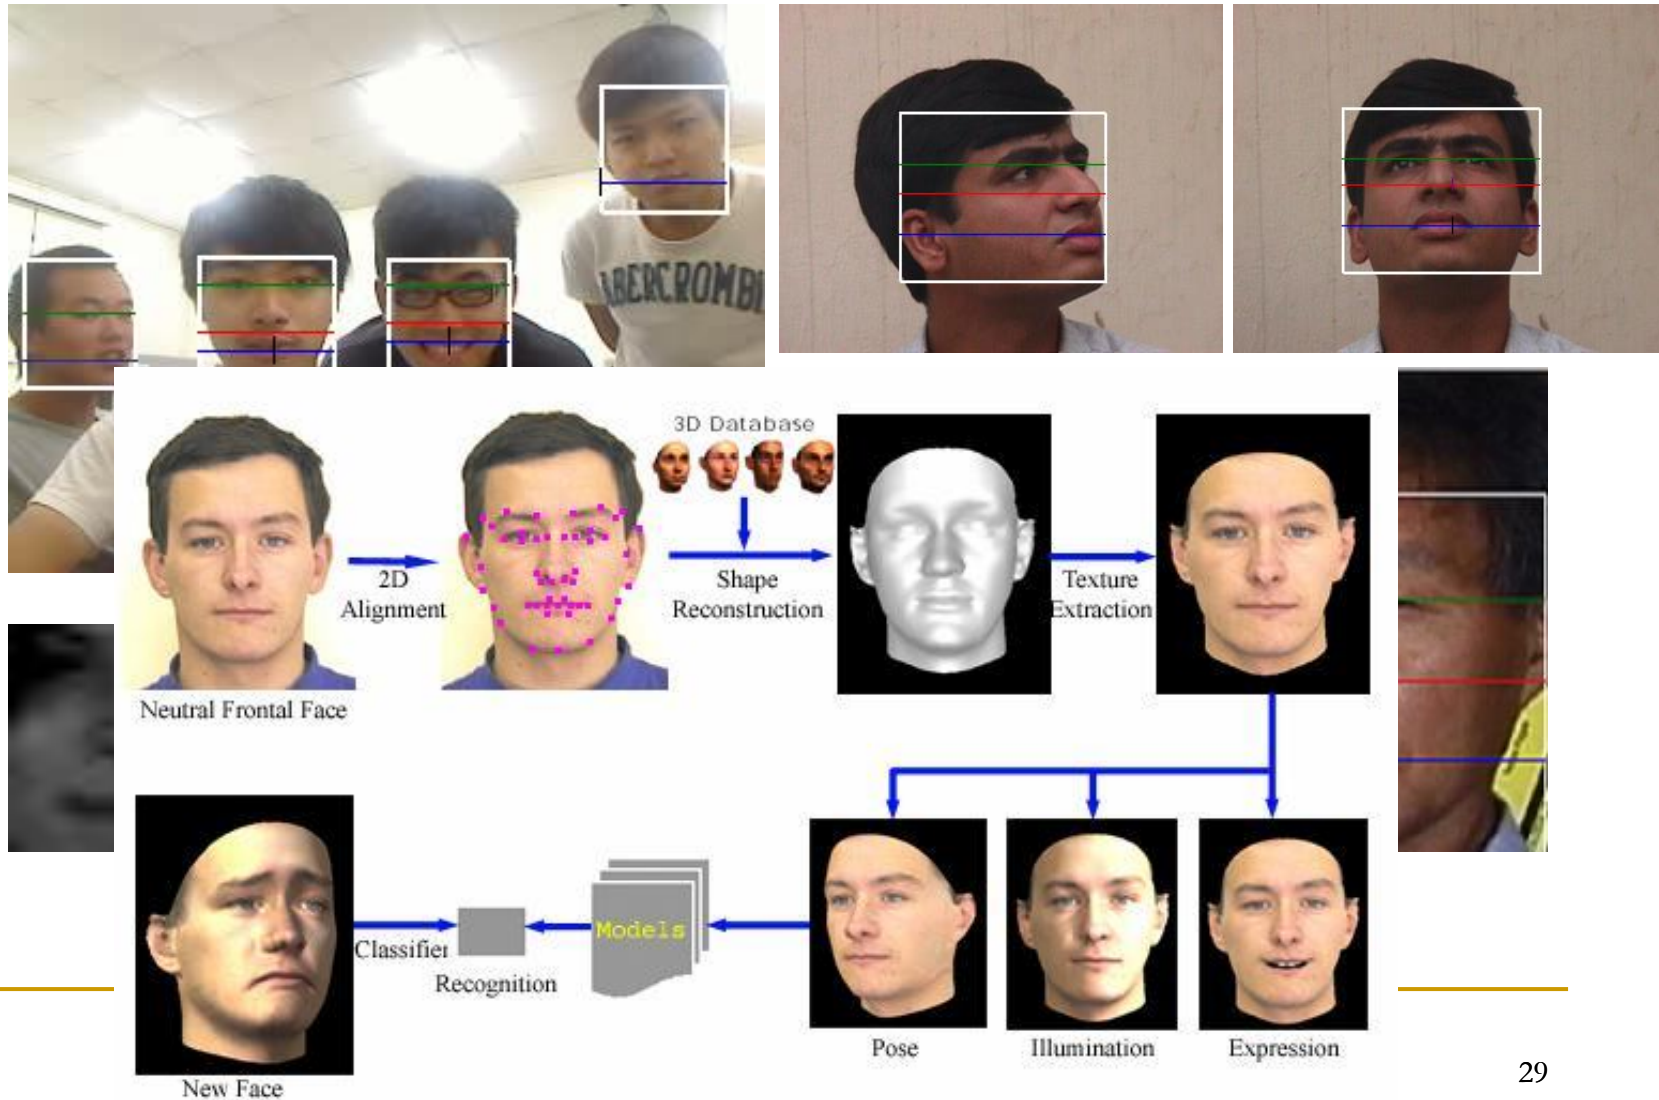 ABERCROMBI
3D Database
2D
Alignment
Shape
Reconstruction
Texture
Extraction
Neutral Frontal Face
Models
Classifier
Recognition
Pose
Illumination
Expression
New Face
29